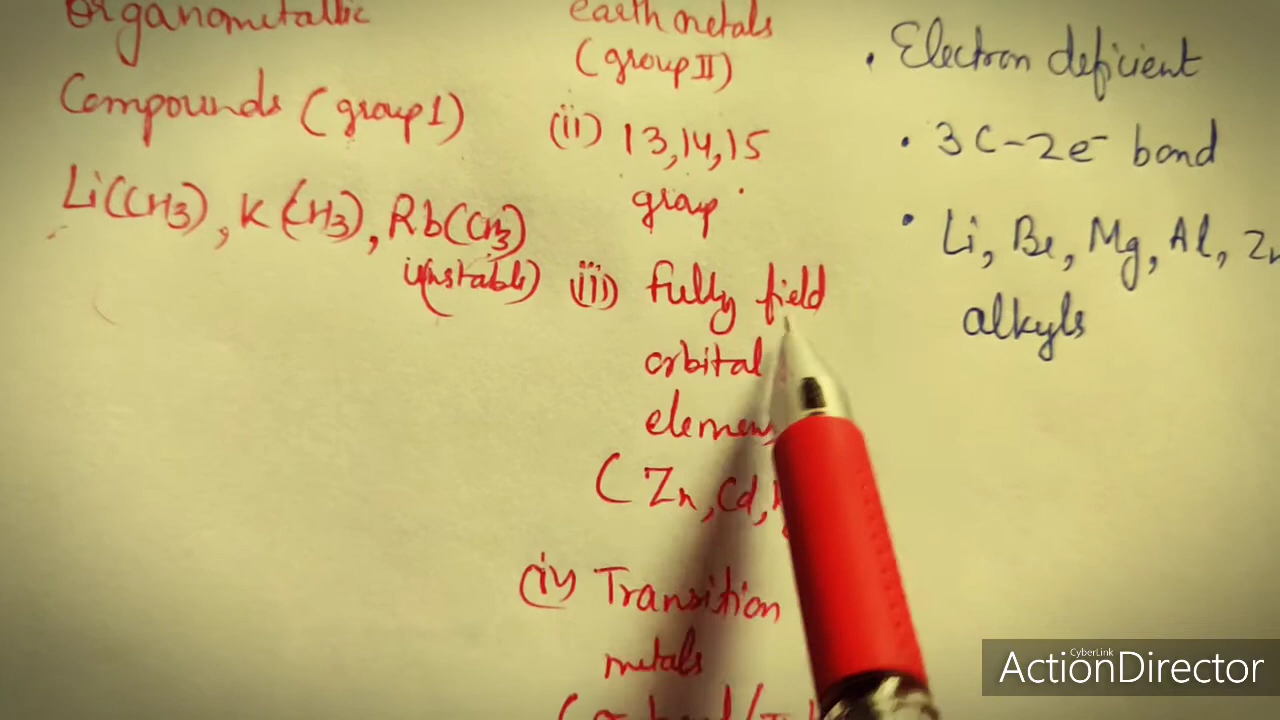 Organometallic
Compounds (group 1)
Li(CH3), K(CH3), Rb(CH3)
(unstable)
earth metals
(group II)
(ii) 13,14,15
group
(iii) fully field
orbital
(Zn, Cd,
(iv) Transition
metals
• Electron deficient
• 3C-2e- bond
• Li, Be, Mg, Al, Zn
alkyls
CyberLink
ActionDirector